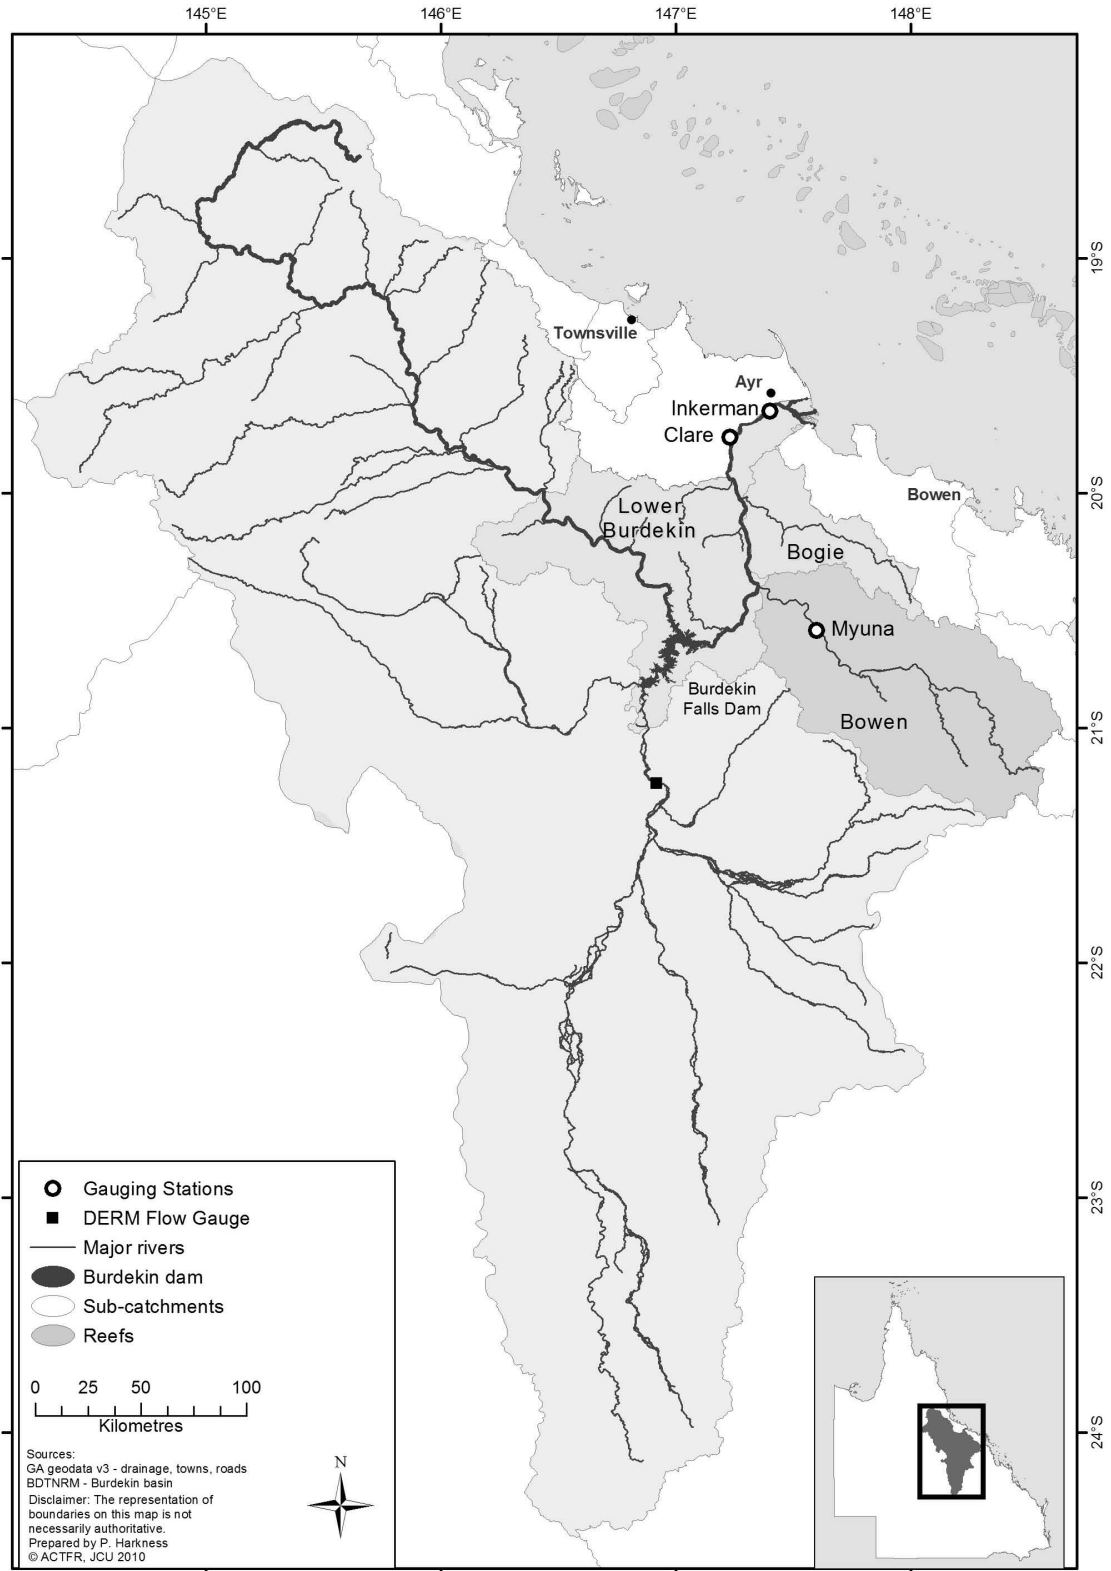 145°E
146°E
147°E
148°E
19°S
Townsville
Ayr
Inkerman
Clare
20°S
Bowen
Lower
Burdekin
Bogie
Myuna
Burdekin
Falls Dam
Bowen
21°S
22°S
23°S
24°S
Gauging Stations
DERM Flow Gauge
Major rivers
Burdekin dam
Sub-catchments
Reefs
0 25 50 100
Kilometres
Sources:
GA geodata v3 - drainage, towns, roads
BDTNRM - Burdekin basin
Disclaimer: The representation of
boundaries on this map is not
necessarily authoritative.
Prepared by P. Harkness
© ACTFR, JCU 2010
N